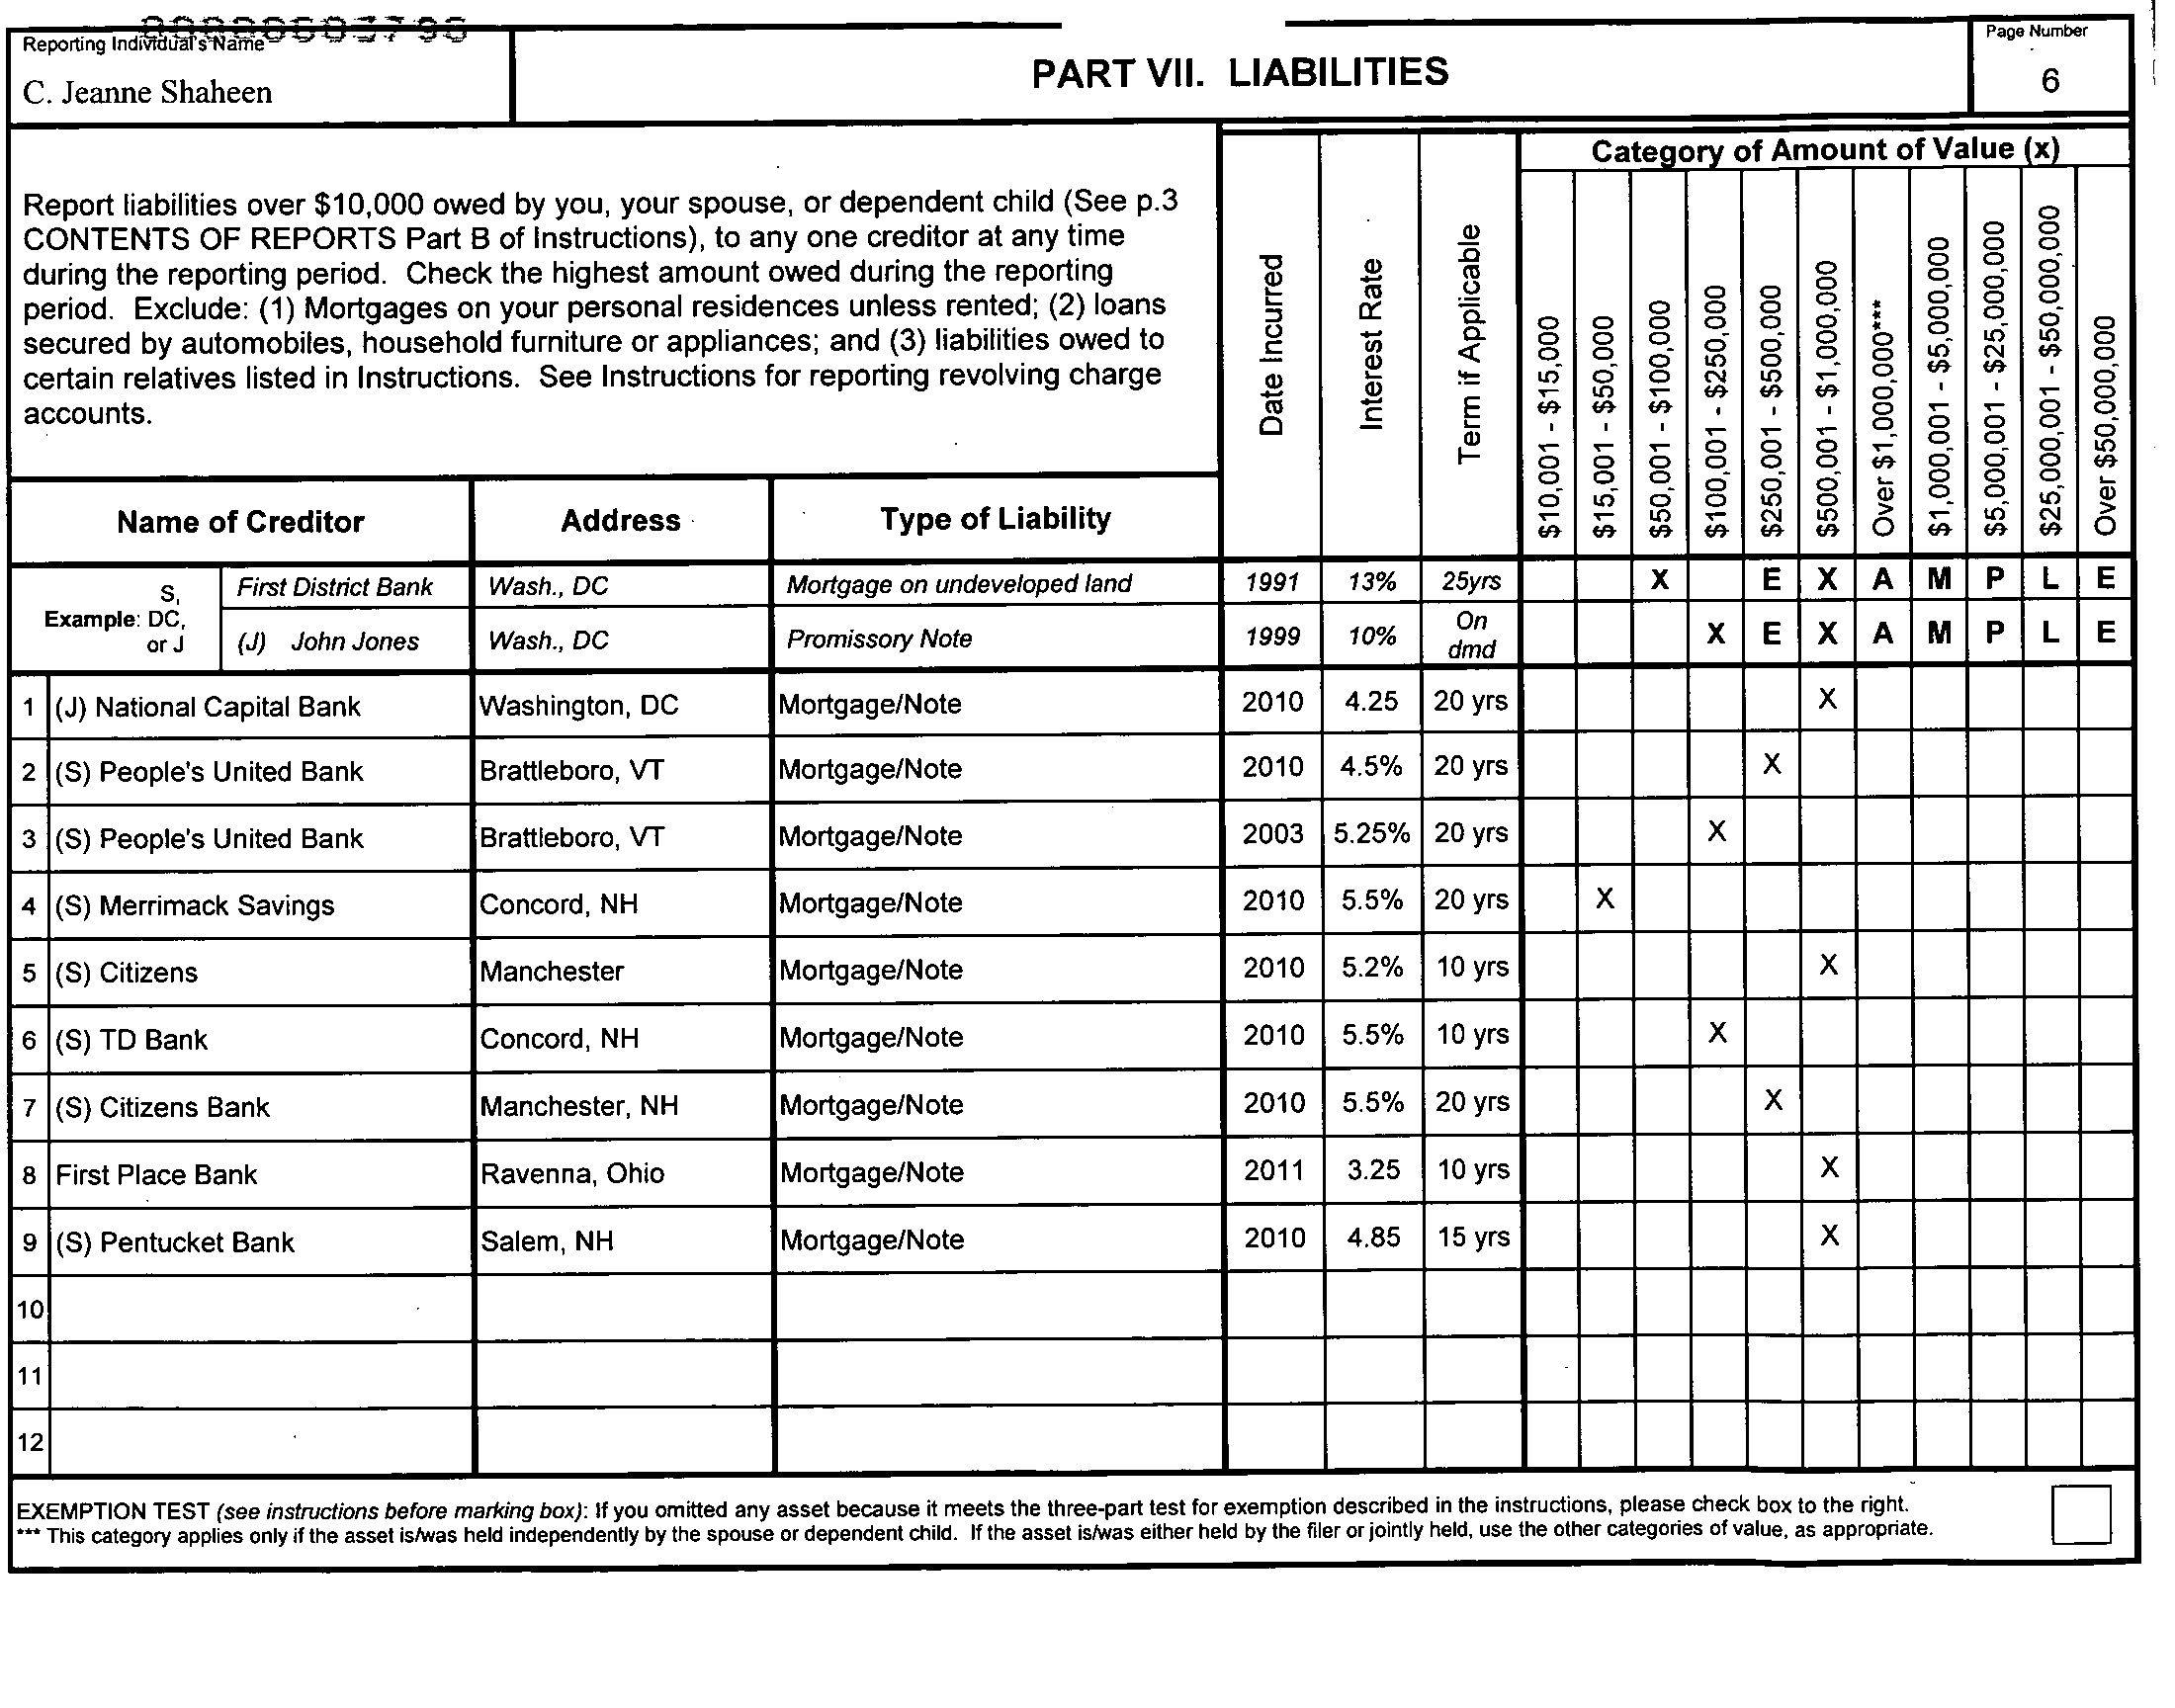 Reporting Individual's Name
C. Jeanne Shaheen
PART VII. LIABILITIES
Page Number
6
Report liabilities over $10,000 owed by you, your spouse, or dependent child (See p.3
CONTENTS OF REPORTS Part B of Instructions), to any one creditor at any time
during the reporting period. Check the highest amount owed during the reporting
period. Exclude: (1) Mortgages on your personal residences unless rented; (2) loans
secured by automobiles, household furniture or appliances; and (3) liabilities owed to
certain relatives listed in Instructions. See Instructions for reporting revolving charge
accounts.
Date Incurred
Interest Rate
Term if Applicable
Category of Amount of Value (x)
$10,001 - $15,000
$15,001 - $50,000
$50,001 - $100,000
$100,001 - $250,000
$250,001 - $500,000
$500,001 - $1,000,000
Over $1,000,000***
$1,000,001 - $5,000,000
$5,000,001 - $25,000,000
$25,000,001 - $50,000,000
Over $50,000,000
Name of Creditor Address Type of Liability
Example: S, DC, or J
First District Bank Wash., DC Mortgage on undeveloped land 1991 13% 25yrs X E X A M P L E
(J) John Jones Wash., DC Promissory Note 1999 10% On dmd X E X A M P L E
1 (J) National Capital Bank Washington, DC Mortgage/Note 2010 4.25 20 yrs X
2 (S) People's United Bank Brattleboro, VT Mortgage/Note 2010 4.5% 20 yrs X
3 (S) People's United Bank Brattleboro, VT Mortgage/Note 2003 5.25% 20 yrs X
4 (S) Merrimack Savings Concord, NH Mortgage/Note 2010 5.5% 20 yrs X
5 (S) Citizens Manchester Mortgage/Note 2010 5.2% 10 yrs X
6 (S) TD Bank Concord, NH Mortgage/Note 2010 5.5% 10 yrs X
7 (S) Citizens Bank Manchester, NH Mortgage/Note 2010 5.5% 20 yrs X
8 First Place Bank Ravenna, Ohio Mortgage/Note 2011 3.25 10 yrs X
9 (S) Pentucket Bank Salem, NH Mortgage/Note 2010 4.85 15 yrs X
10
11
12
EXEMPTION TEST (see instructions before marking box): If you omitted any asset because it meets the three-part test for exemption described in the instructions, please check box to the right.
*** This category applies only if the asset is/was held independently by the spouse or dependent child. If the asset is/was either held by the filer or jointly held, use the other categories of value, as appropriate.